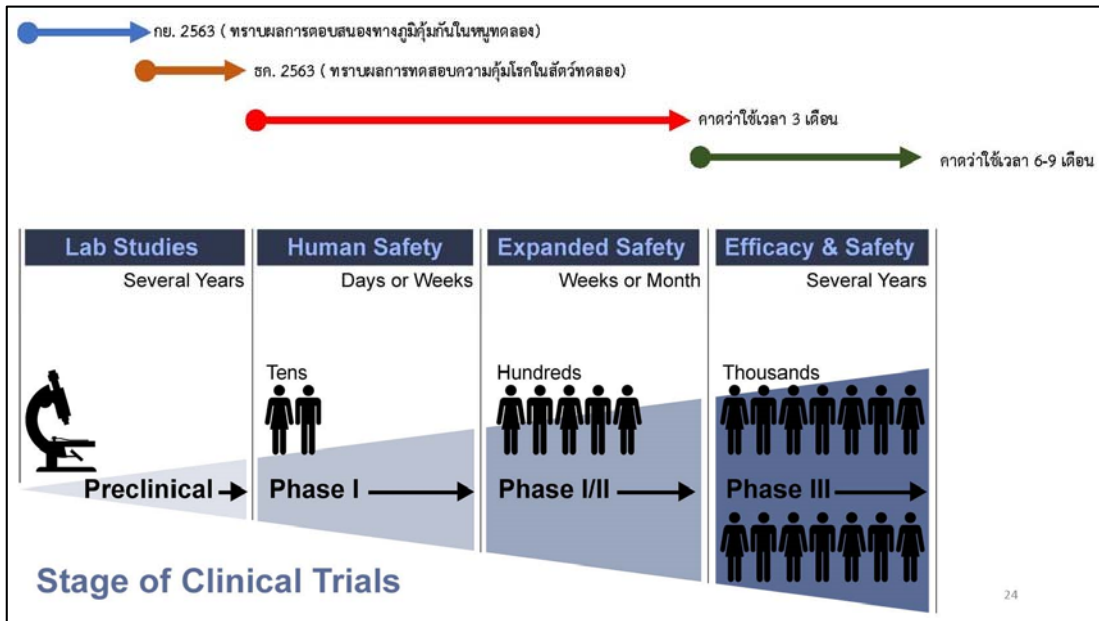 กย. 2563 ( ทราบผลการตอบสนองทางภูมิคุ้มกันในหนูทดลอง)
ธค. 2563 ( ทราบผลการทดสอบความคุ้มโรคในสัตว์ทดลอง)
คาดว่าใช้เวลา 3 เดือน
คาดว่าใช้เวลา 6-9 เดือน
Lab Studies Human Safety Expanded Safety Efficacy & Safety
Several Years Days or Weeks Weeks or Month Several Years
Tens Hundreds Thousands
Preclinical Phase I Phase I/II Phase III
Stage of Clinical Trials
24